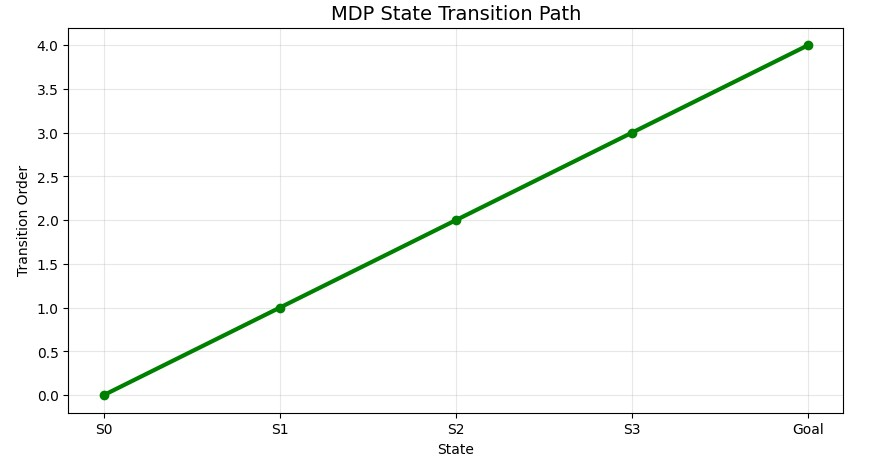 MDP State Transition Path
Transition Order
4.0
3.5
3.0
2.5
2.0
1.5
1.0
0.5
0.0
S0 S1 S2 S3 Goal
State